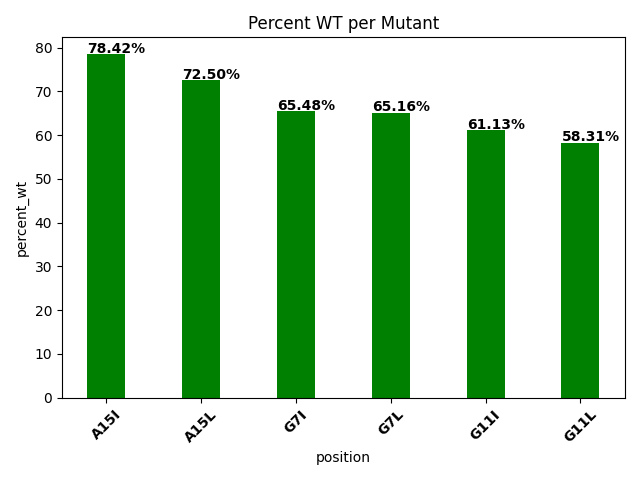 Percent WT per Mutant
percent_wt
80
70
60
50
40
30
20
10
0
78.42%
72.50%
65.48%
65.16%
61.13%
58.31%
A15I
A15L
G7I
G7L
G11I
G11L
position